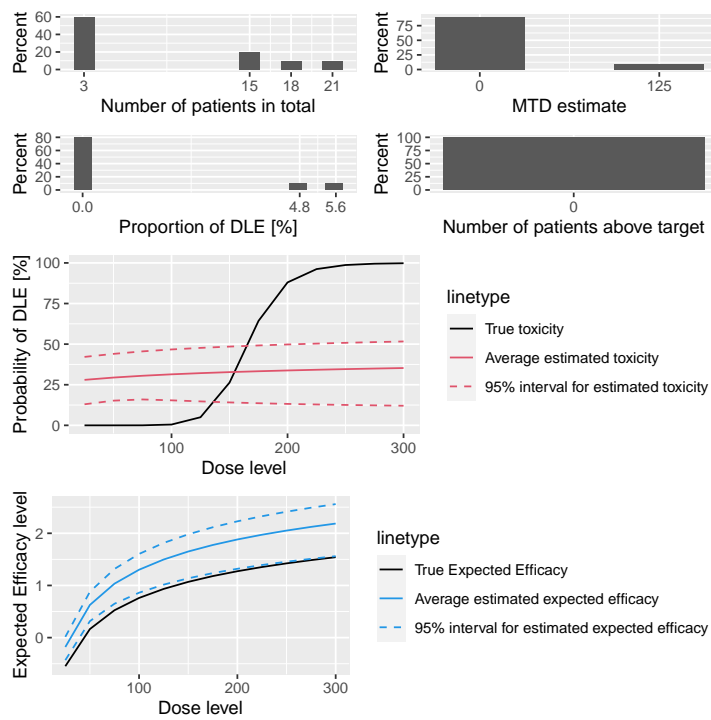 Percent
60
40
20
0
3
15
18
21
Number of patients in total
Percent
75
50
25
0
0
125
MTD estimate
Percent
80
60
40
20
0
0.0
4.8
5.6
Proportion of DLE [%]
Percent
100
75
50
25
0
0
Number of patients above target
Probability of DLE [%]
100
75
50
25
0
100
200
300
Dose level
linetype
True toxicity
Average estimated toxicity
95% interval for estimated toxicity
Expected Efficacy level
2
1
0
100
200
300
Dose level
linetype
True Expected Efficacy
Average estimated expected efficacy
95% interval for estimated expected efficacy